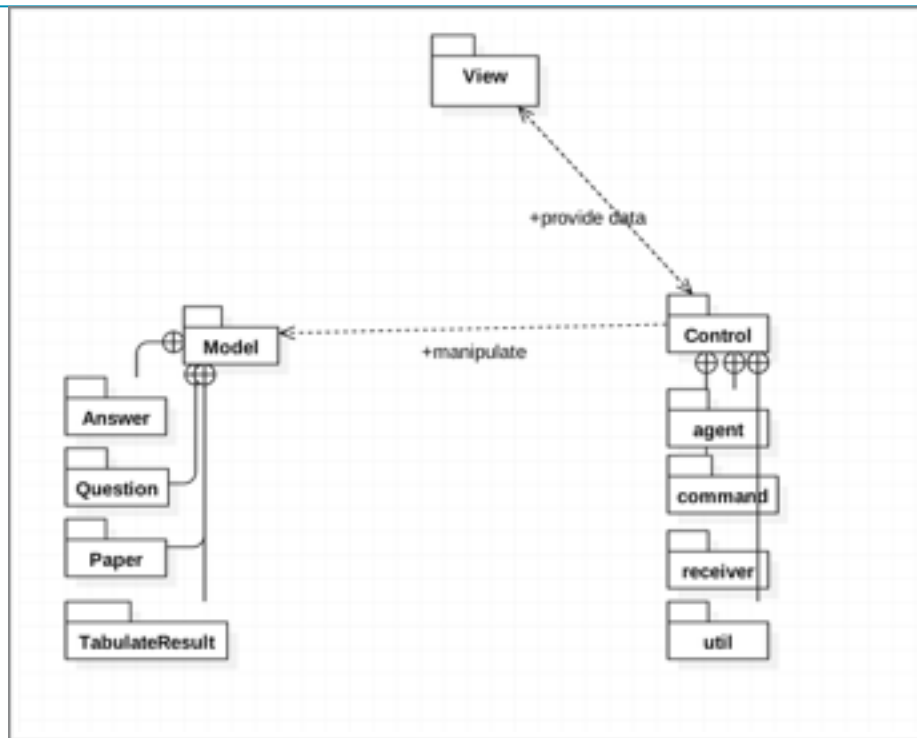 View
+provide data
Model
Control
+manipulate
Answer
agent
Question
command
Paper
receiver
TabulateResult
util